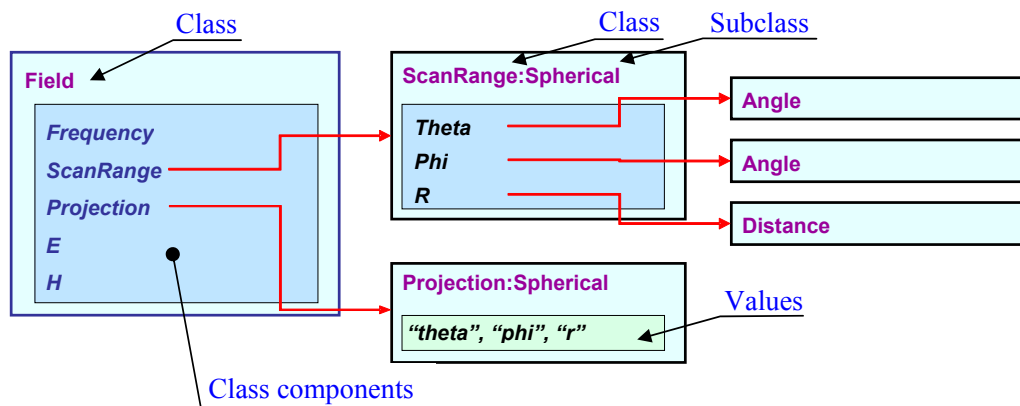 Class
Class
Subclass
Field
Frequency
ScanRange
Projection
E
H
ScanRange:Spherical
Theta
Phi
R
Angle
Angle
Distance
Projection:Spherical
“theta”, “phi”, “r”
Values
Class components